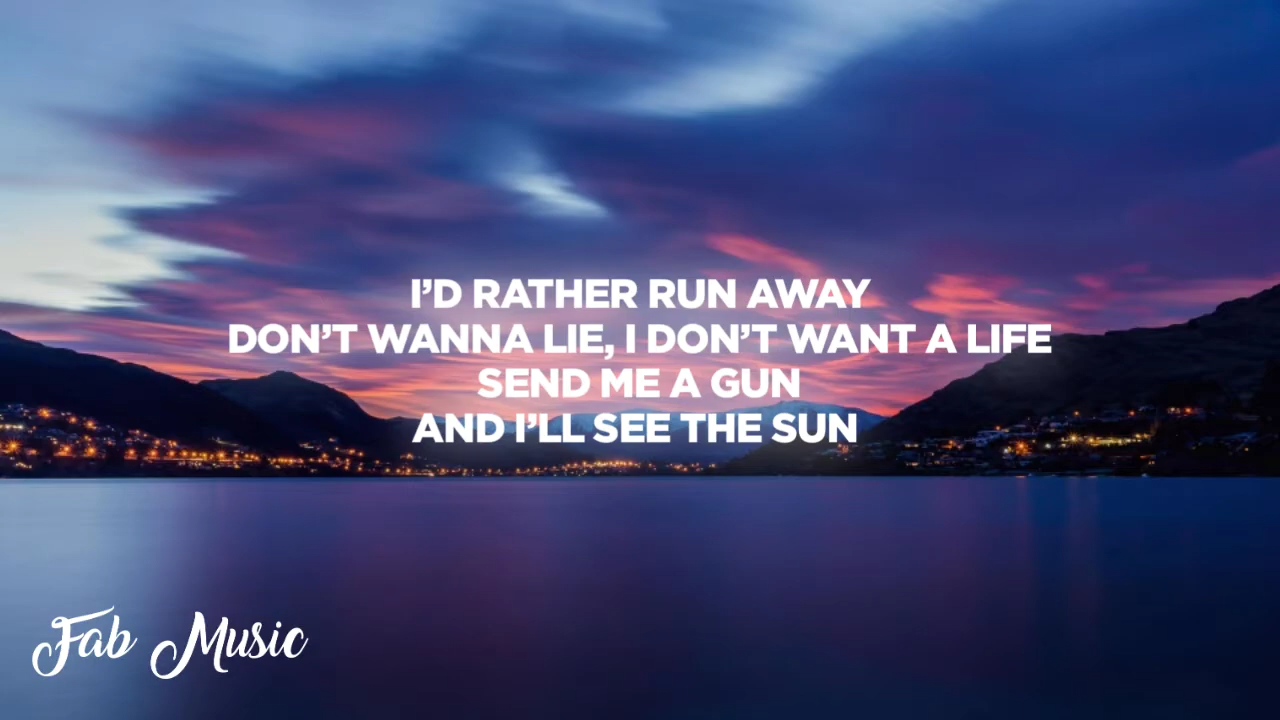 I'D RATHER RUN AWAY
DON'T WANNA LIE, I DON'T WANT A LIFE
SEND ME A GUN
AND I'LL SEE THE SUN
Fab Music